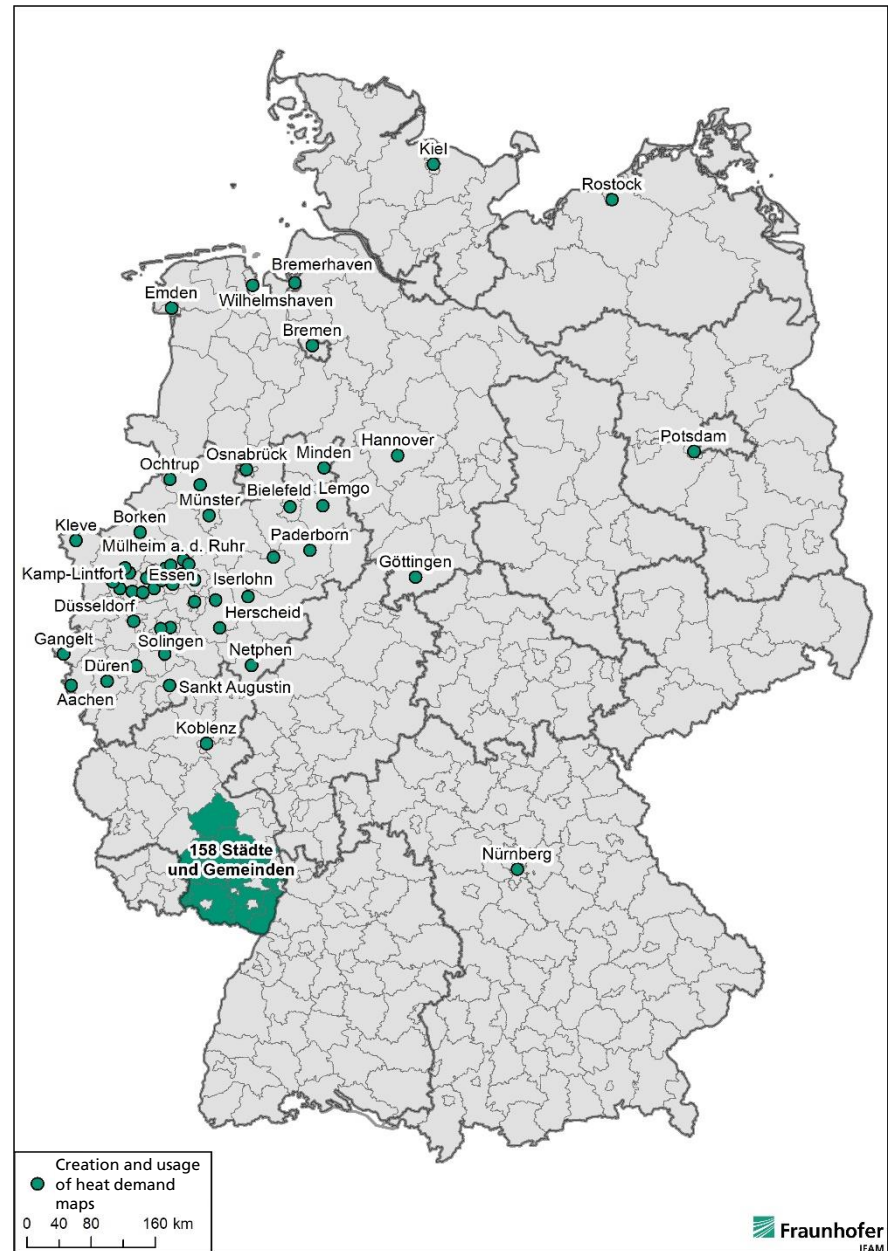 Kiel
Rostock
Bremerhaven
Emden
Wilhelmshaven
Bremen
Potsdam
Hannover
Osnabrück
Minden
Ochtrup
Bielefeld
Lemgo
Münster
Borken
Kleve
Paderborn
Mülheim a. d. Ruhr
Göttingen
Kamp-Lintfort
Essen
Iserlohn
Düsseldorf
Herscheid
Gangelt
Solingen
Netphen
Düren
Sankt Augustin
Aachen
Koblenz
158 Städte
und Gemeinden
Nürnberg
Creation and usage
of heat demand
maps
0 40 80 160 km
Fraunhofer
IFAM